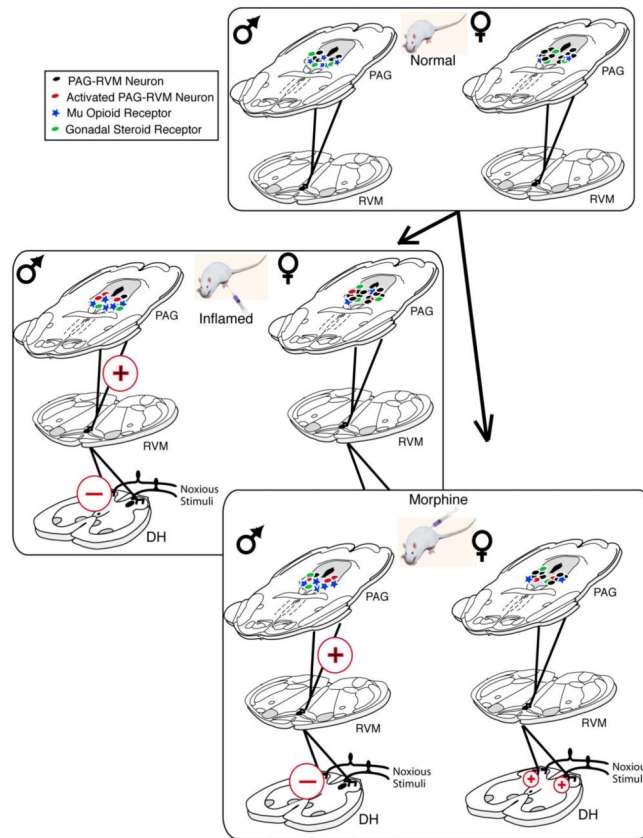 Normal
PAG
PAG
PAG-RVM Neuron
Activated PAG-RVM Neuron
Mu Opioid Receptor
Gonadal Steroid Receptor
RVM
RVM
Inflamed
PAG
PAG
+
RVM
RVM
Noxious
Stimuli
−
DH
Morphine
PAG
PAG
+
RVM
RVM
Noxious
Stimuli
Noxious
Stimuli
−
+
+
DH
DH